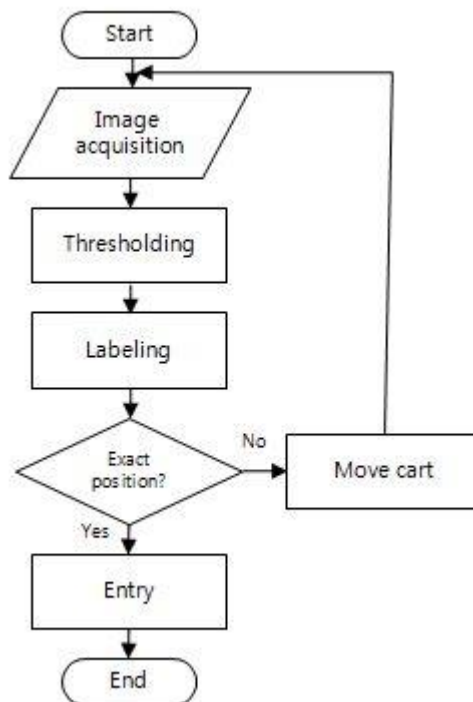 Start
Image
acquisition
Thresholding
Labeling
Exact
position?
No
Move cart
Yes
Entry
End